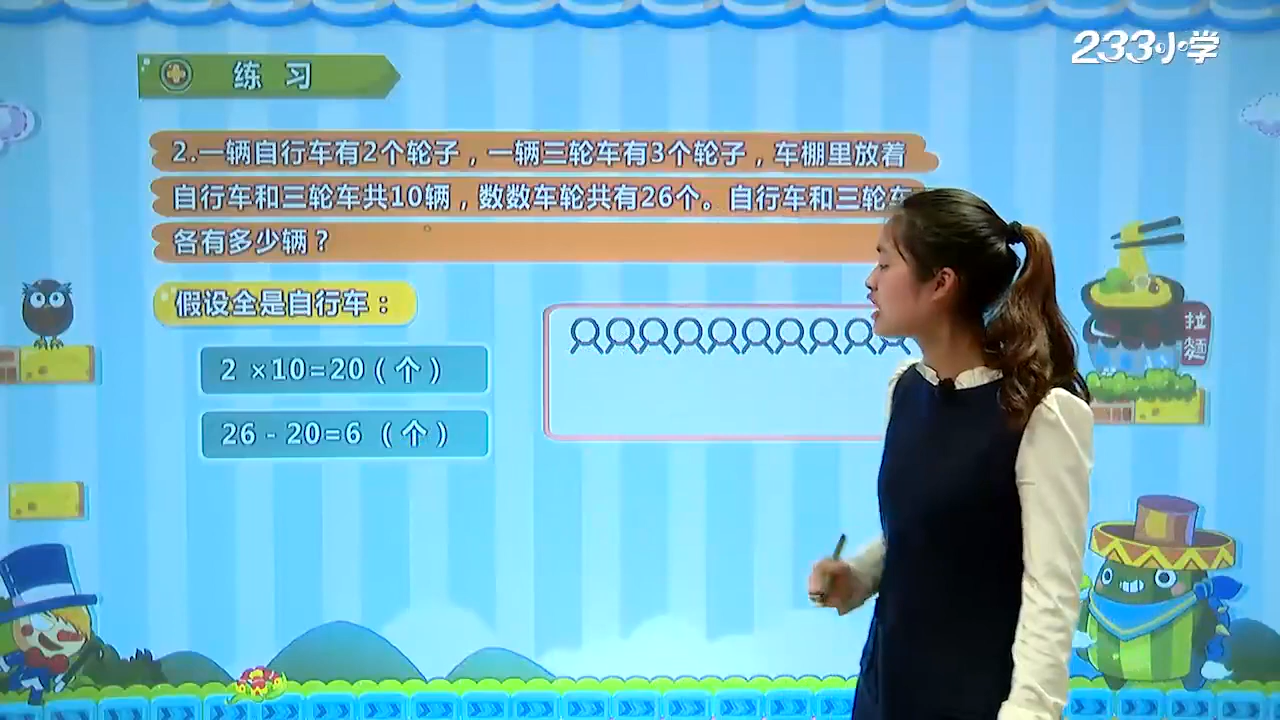 233小学
练 习
2.一辆自行车有2个轮子，一辆三轮车有3个轮子，车棚里放着
自行车和三轮车共10辆，数数车轮共有26个。自行车和三轮车
各有多少辆？
假设全是自行车：
2 ×10=20（个）
26 - 20=6 （个）
拉
麵